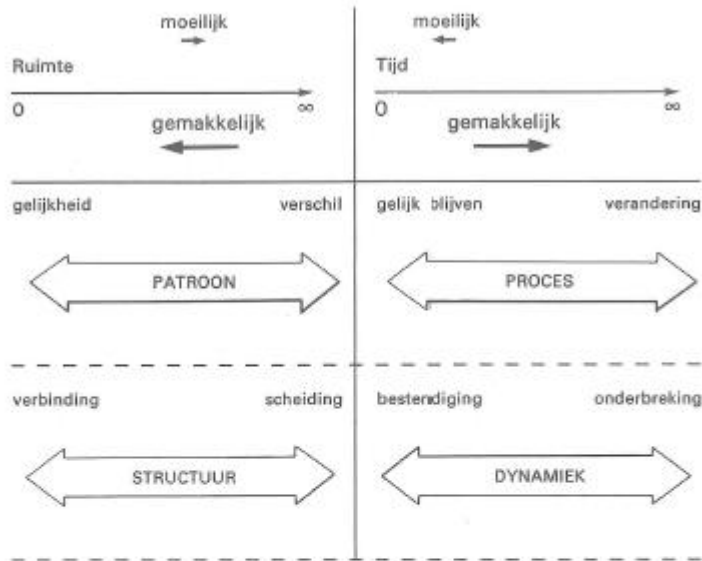 moeilijk
moeilijk
Ruimte
Tijd
0
∞
0
∞
gemakkelijk
gemakkelijk
gelijkheid
verschil
gelijk blijven
verandering
PATROON
PROCES
verbinding
scheiding
bestendiging
onderbreking
STRUCTUUR
DYNAMIEK